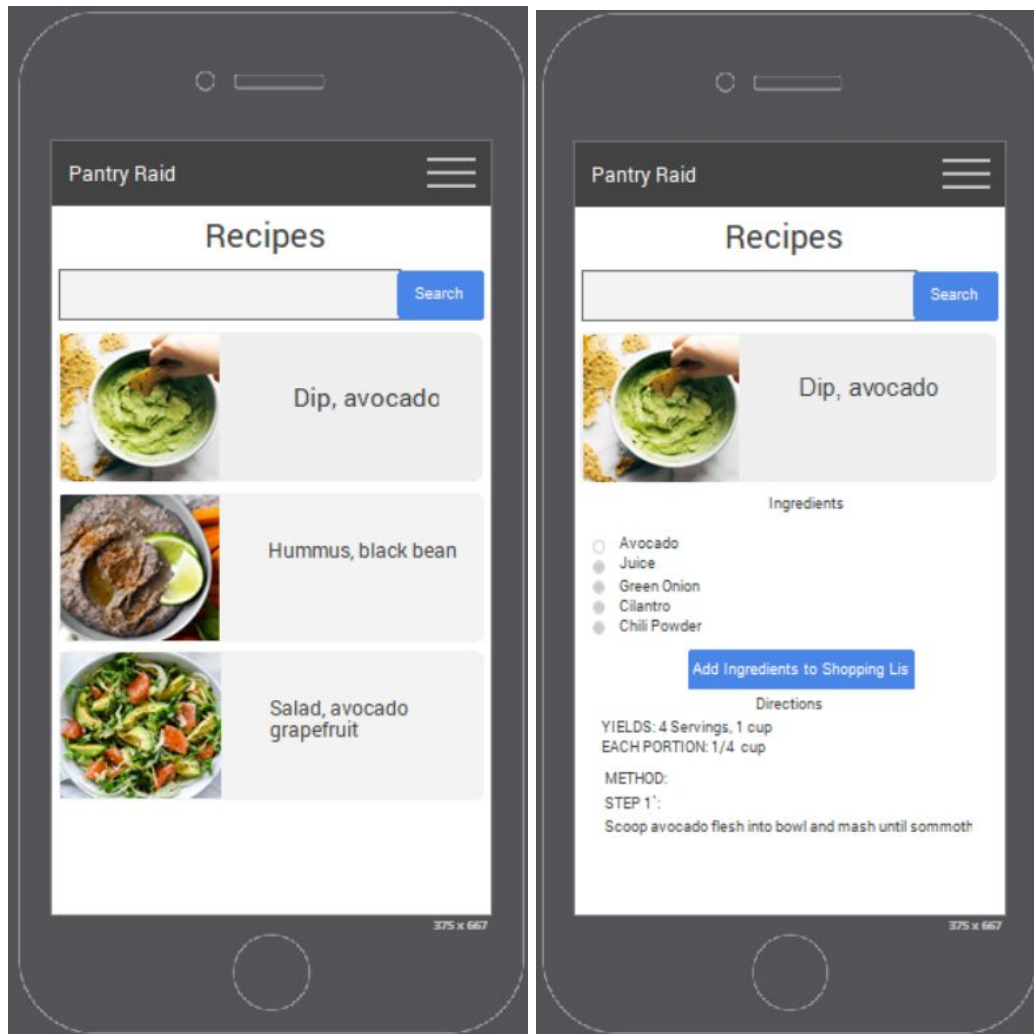 Pantry Raid
Recipes
Search
Dip, avocado
Hummus, black bean
Salad, avocado
grapefruit
375 x 667
Pantry Raid
Recipes
Search
Dip, avocado
Ingredients
Avocado
Juice
Green Onion
Cilantro
Chili Powder
Add Ingredients to Shopping Lis
Directions
YIELDS: 4 Servings, 1 cup
EACH PORTION: 1/4 cup
METHOD:
STEP 1`:
Scoop avocado flesh into bowl and mash until sommoth
375 x 667